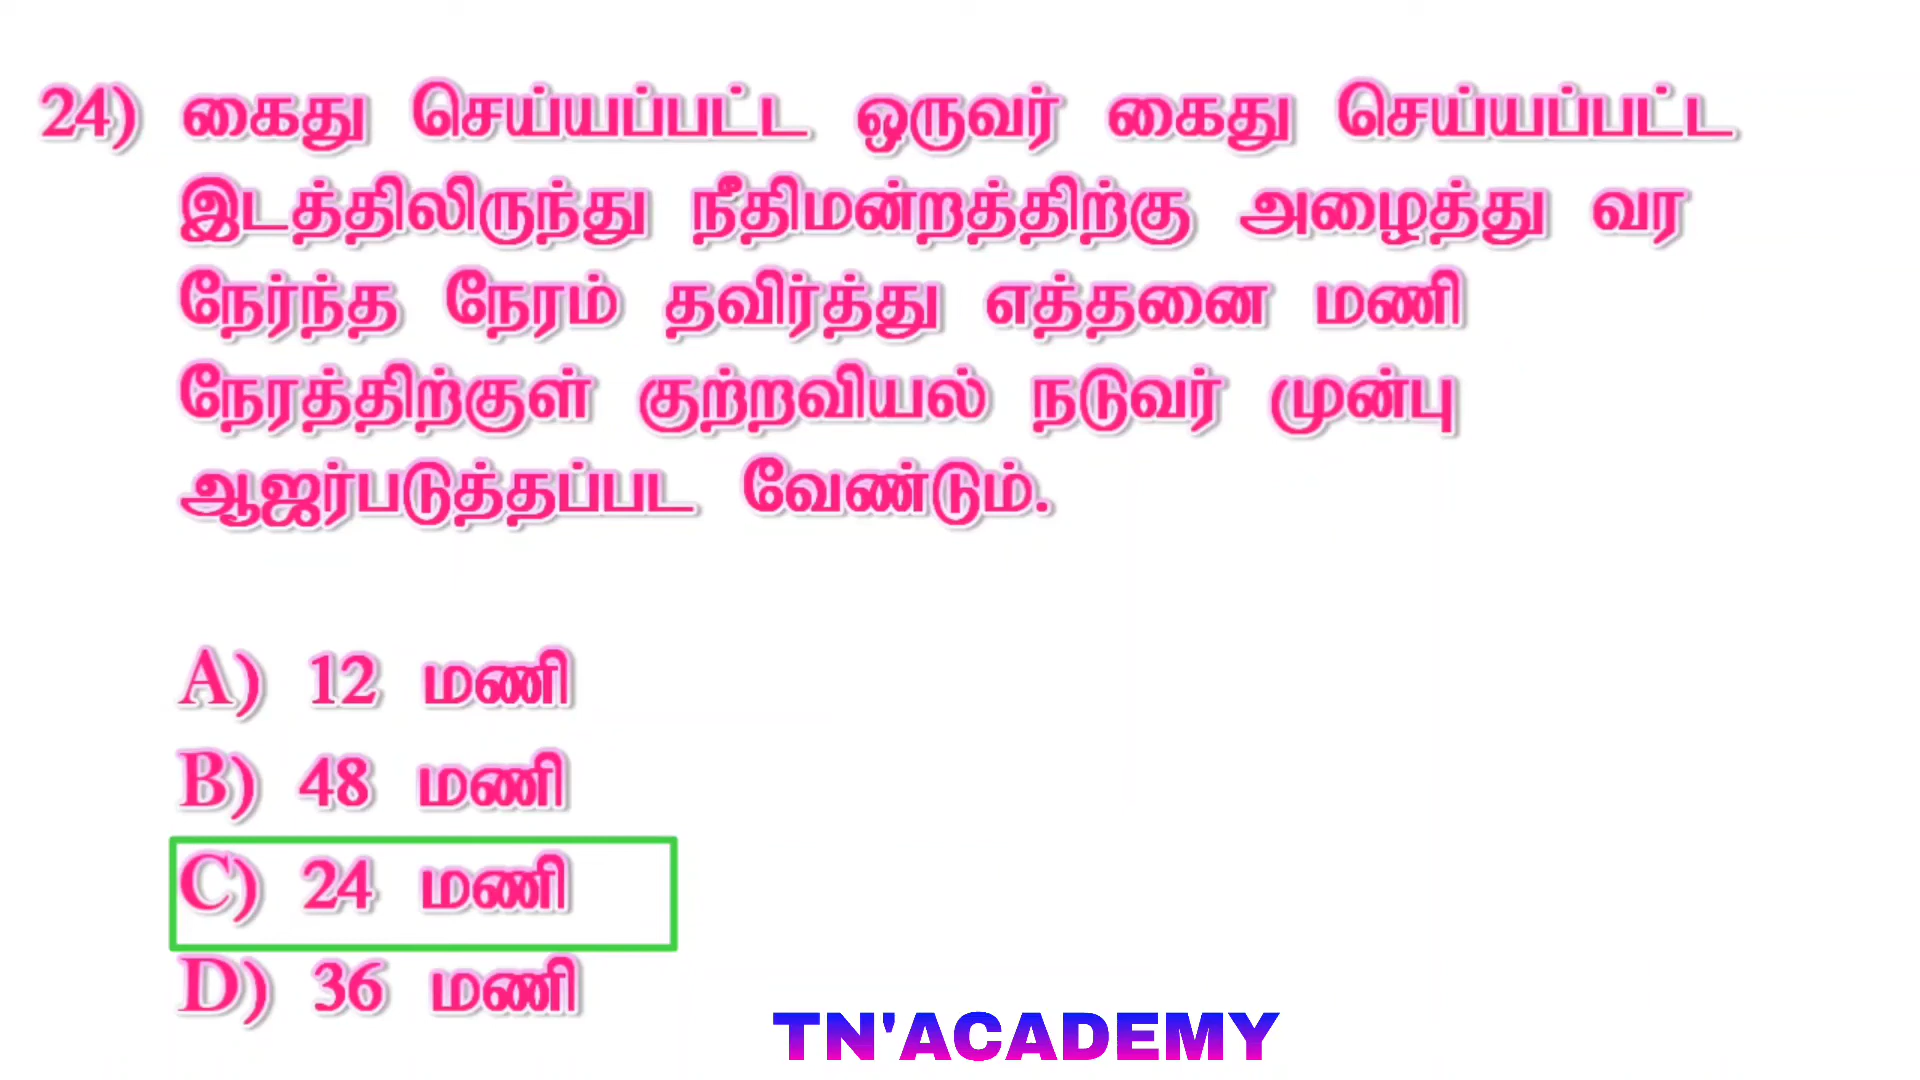 24) கைது செய்யப்பட்ட ஒருவர் கைது செய்யப்பட்ட
இடத்திலிருந்து நீதிமன்றத்திற்கு அழைத்து வர
நேர்ந்த நேரம் தவிர்த்து எத்தனை மணி
நேரத்திற்குள் குற்றவியல் நடுவர் முன்பு
ஆஜர்படுத்தப்பட வேண்டும்.
A) 12 மணி
B) 48 மணி
C) 24 மணி
D) 36 மணி
TN'ACADEMY